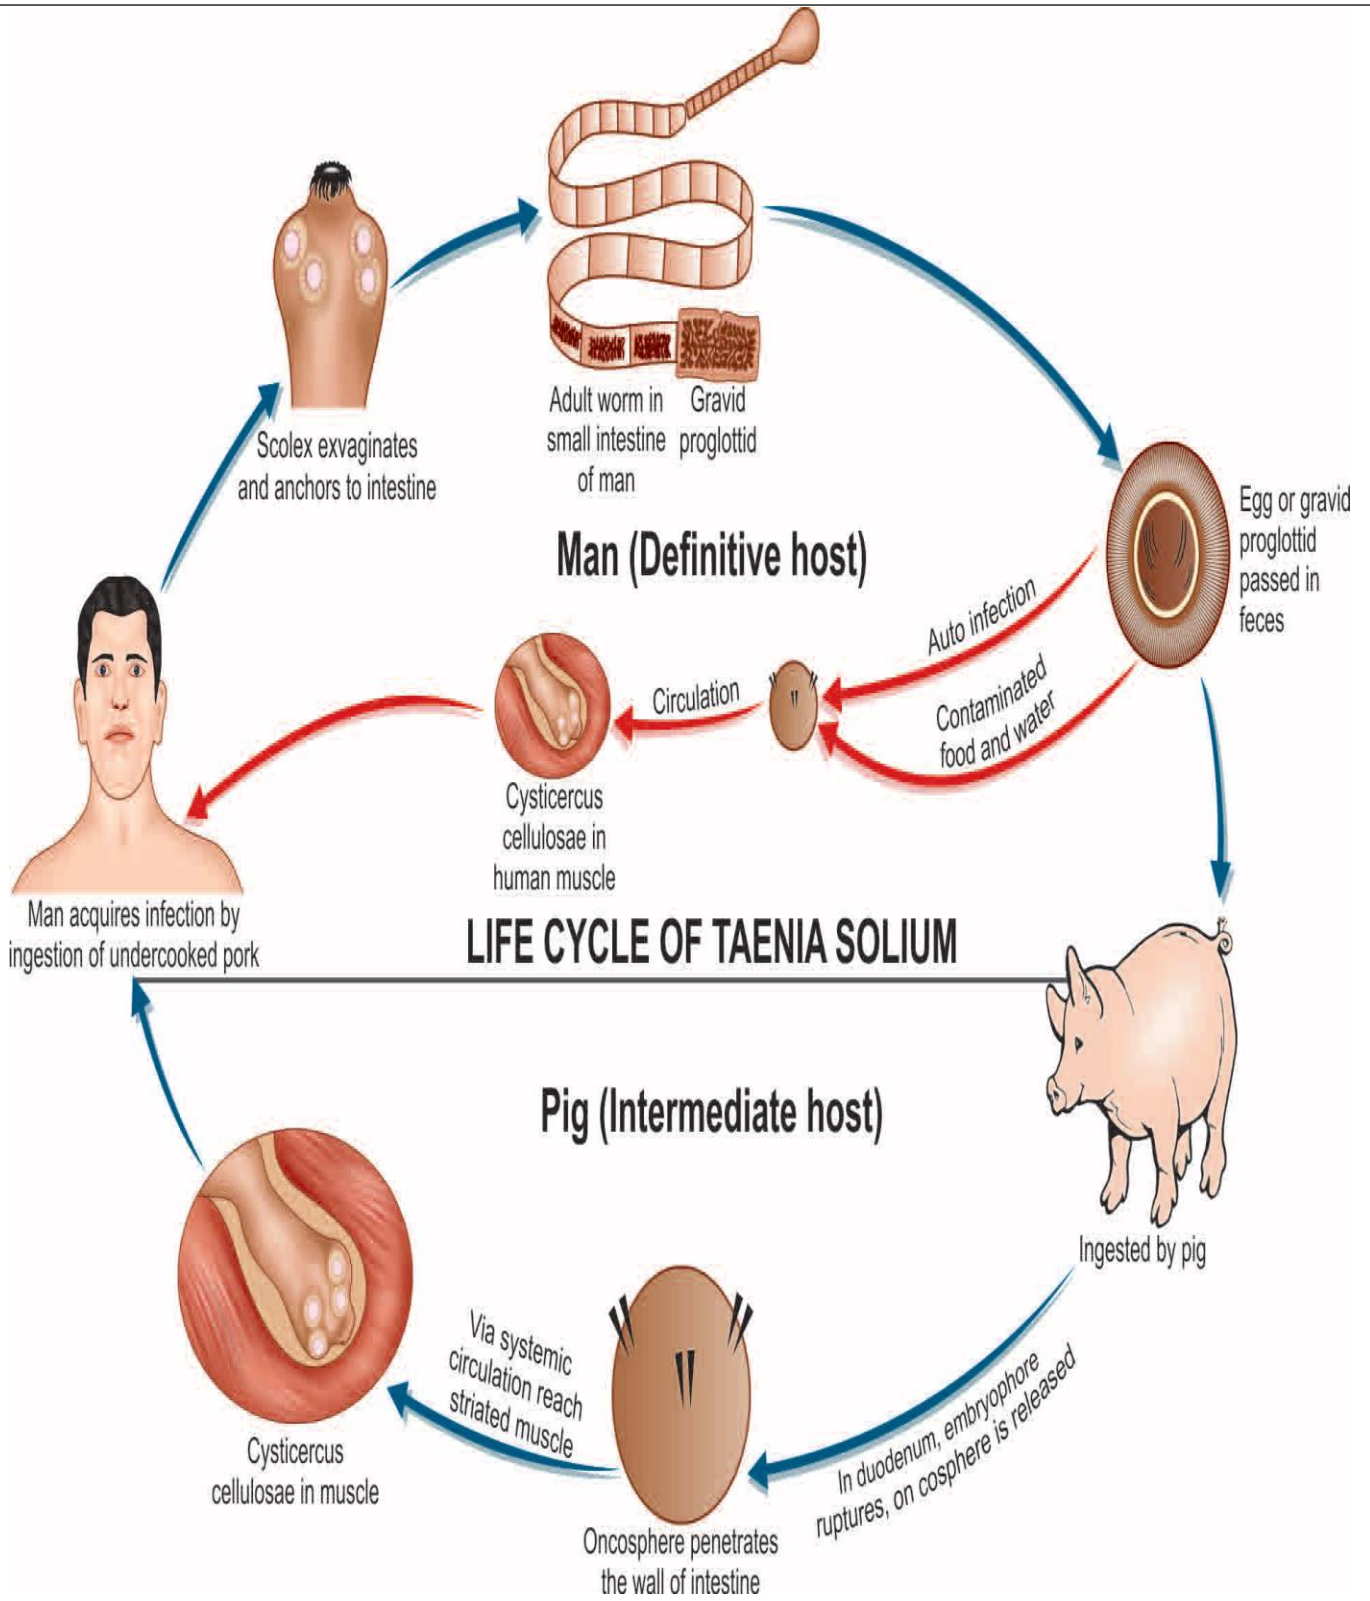 Adult worm in
small intestine
of man
Gravid
proglottid
Scolex exvaginates
and anchors to intestine
Egg or gravid
proglottid
passed in
feces
Man (Definitive host)
Auto infection
Contaminated
food and water
Circulation
Cysticercus
cellulosae in
human muscle
Man acquires infection by
ingestion of undercooked pork
LIFE CYCLE OF TAENIA SOLIUM
Pig (Intermediate host)
Ingested by pig
In duodenum, embryophore
ruptures, on cosphere is released
Via systemic
circulation reach
striated muscle
Cysticercus
cellulosae in muscle
Oncosphere penetrates
the wall of intestine